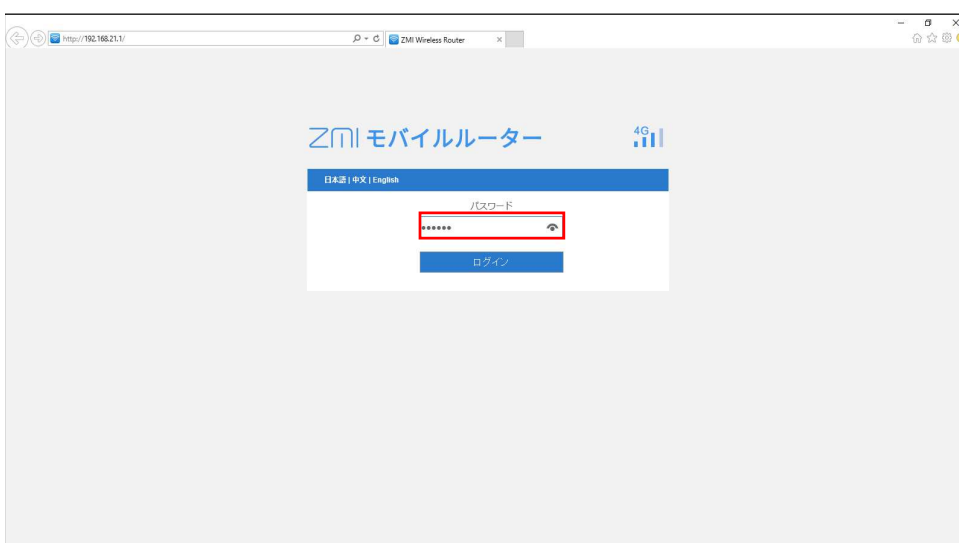 http://192.168.21.1/
ZMI Wireless Router
ZMI モバイルルーター
4G
日本語 | 中文 | English
パスワード
ログイン